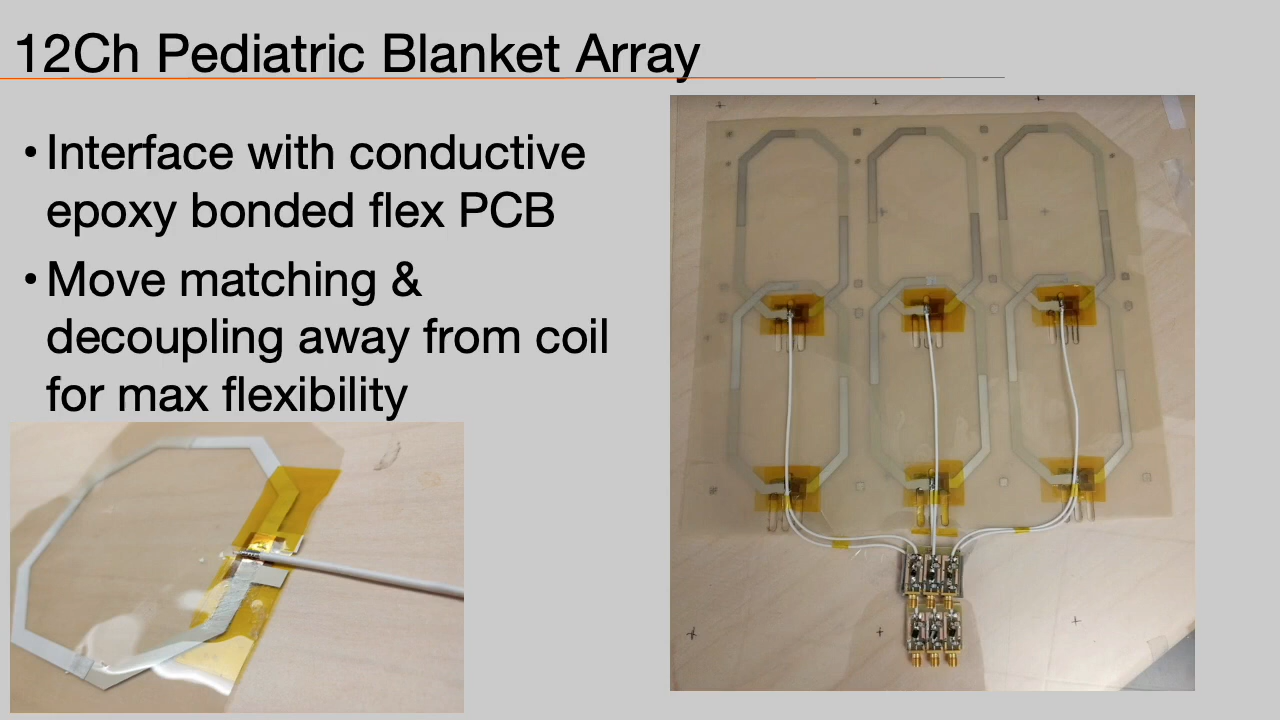 12Ch Pediatric Blanket Array
• Interface with conductive
epoxy bonded flex PCB
• Move matching &
decoupling away from coil
for max flexibility